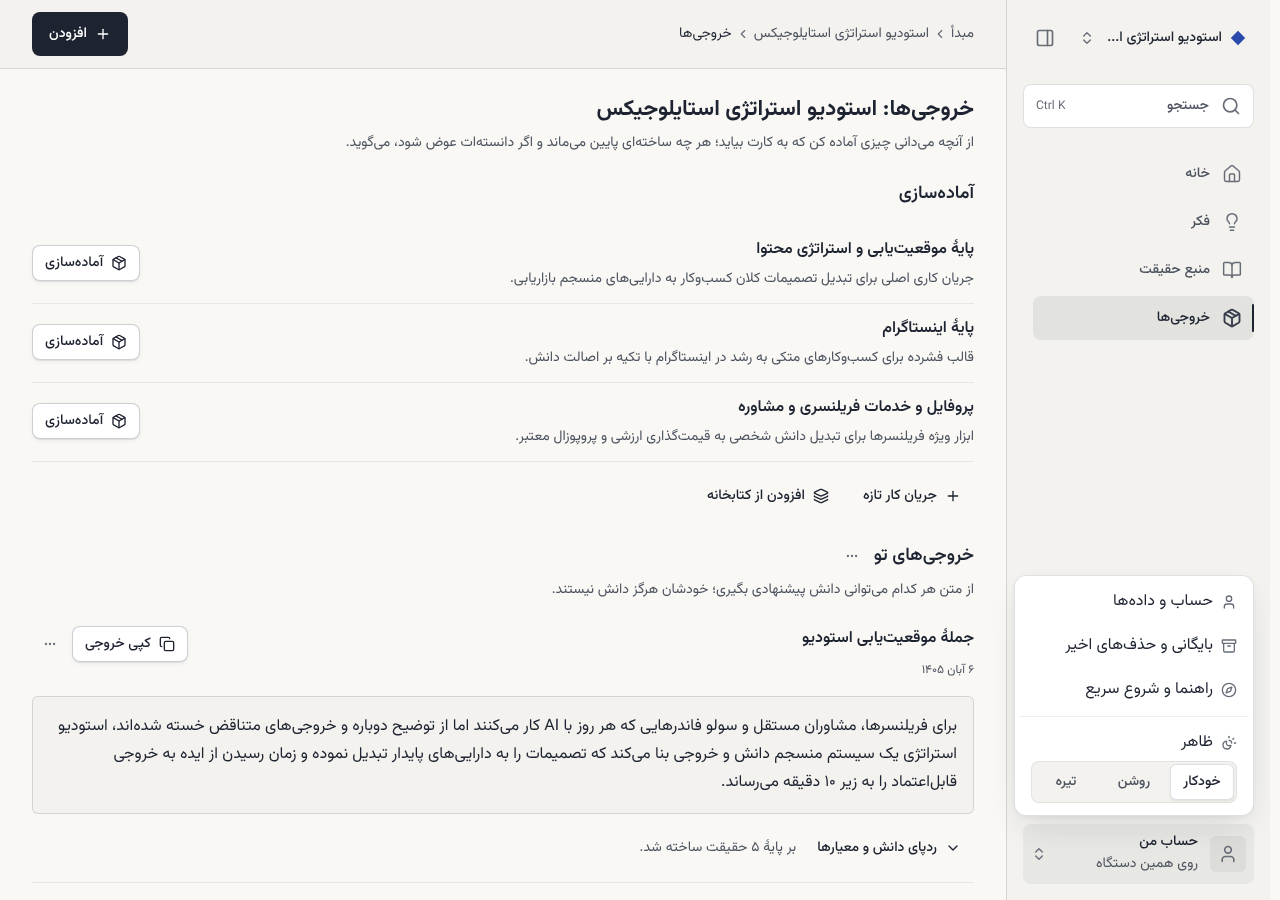 استودیو استراتژی ا...
جستجو
Ctrl K
خانه
فکر
منبع حقیقت
خروجی‌ها
حساب و داده‌ها
بایگانی و حذف‌های اخیر
راهنما و شروع سریع
ظاهر
خودکار
روشن
تیره
حساب من
روی همین دستگاه
مبدأ › استودیو استراتژی استایلوجیکس › خروجی‌ها
+ افزودن
خروجی‌ها: استودیو استراتژی استایلوجیکس
از آنچه می‌دانی چیزی آماده کن که به کارت بیاید؛ هر چه ساخته‌ای پایین می‌ماند و اگر دانسته‌ات عوض شود، می‌گوید.
آماده‌سازی
پایهٔ موقعیت‌یابی و استراتژی محتوا
جریان کاری اصلی برای تبدیل تصمیمات کلان کسب‌وکار به دارایی‌های منسجم بازاریابی.
آماده‌سازی
پایهٔ اینستاگرام
قالب فشرده برای کسب‌وکارهای متکی به رشد در اینستاگرام با تکیه بر اصالت دانش.
آماده‌سازی
پروفایل و خدمات فریلنسری و مشاوره
ابزار ویژه فریلنسرها برای تبدیل دانش شخصی به قیمت‌گذاری ارزشی و پروپوزال معتبر.
آماده‌سازی
+ جریان کار تازه
افزودن از کتابخانه
خروجی‌های تو ...
از متن هر کدام می‌توانی دانش پیشنهادی بگیری؛ خودشان هرگز دانش نیستند.
جملهٔ موقعیت‌یابی استودیو
۶ آبان ۱۴۰۵
کپی خروجی
...
برای فریلنسرها، مشاوران مستقل و سولو فاندرهایی که هر روز با AI کار می‌کنند اما از توضیح دوباره و خروجی‌های متناقض خسته شده‌اند، استودیو
استراتژی یک سیستم منسجم دانش و خروجی بنا می‌کند که تصمیمات را به دارایی‌های پایدار تبدیل نموده و زمان رسیدن از ایده به خروجی
قابل‌اعتماد را به زیر ۱۰ دقیقه می‌رساند.
ردپای دانش و معیارها
بر پایهٔ ۵ حقیقت ساخته شد.